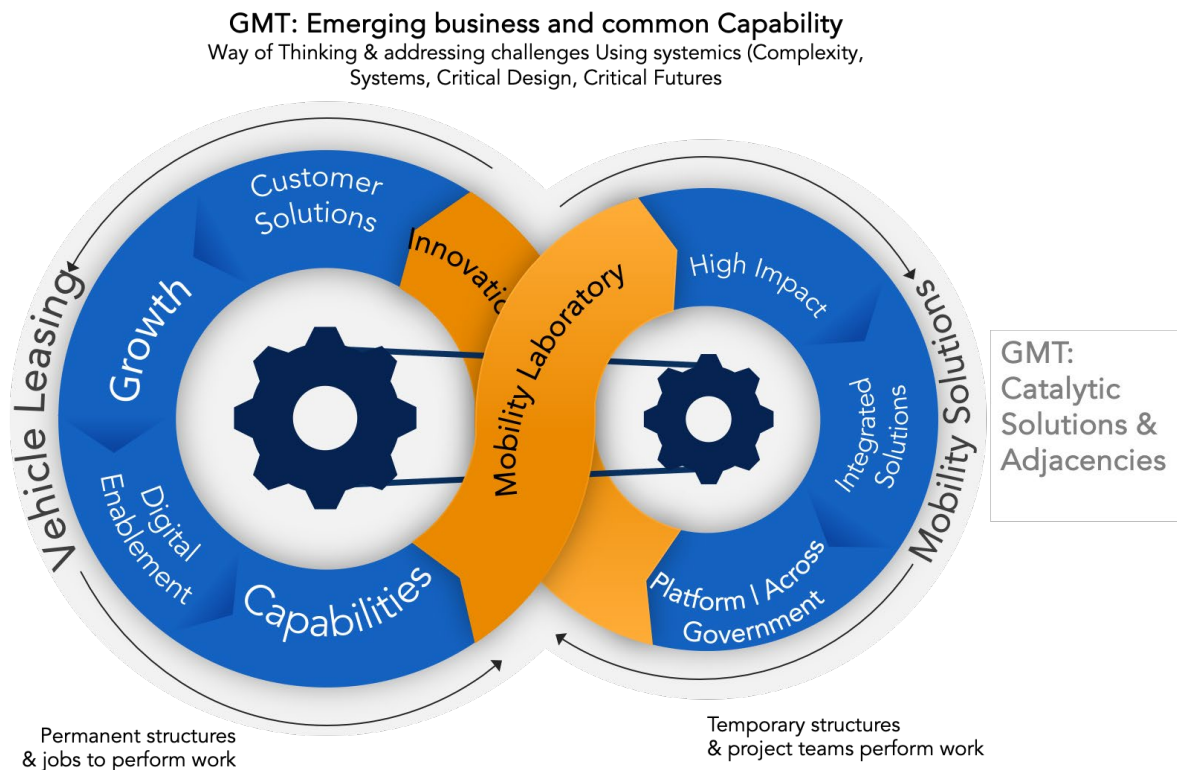 GMT: Emerging business and common Capability
Way of Thinking & addressing challenges Using systemics (Complexity,
Systems, Critical Design, Critical Futures
Customer
Solutions
Growth
Digital
Enablement
Capabilities
Vehicle Leasing
Mobility Laboratory
High Impact
Integrated
Solutions
Platform | Across
Government
Mobility Solutions
GMT:
Catalytic
Solutions &
Adjacencies
Permanent structures
& jobs to perform work
Temporary structures
& project teams perform work